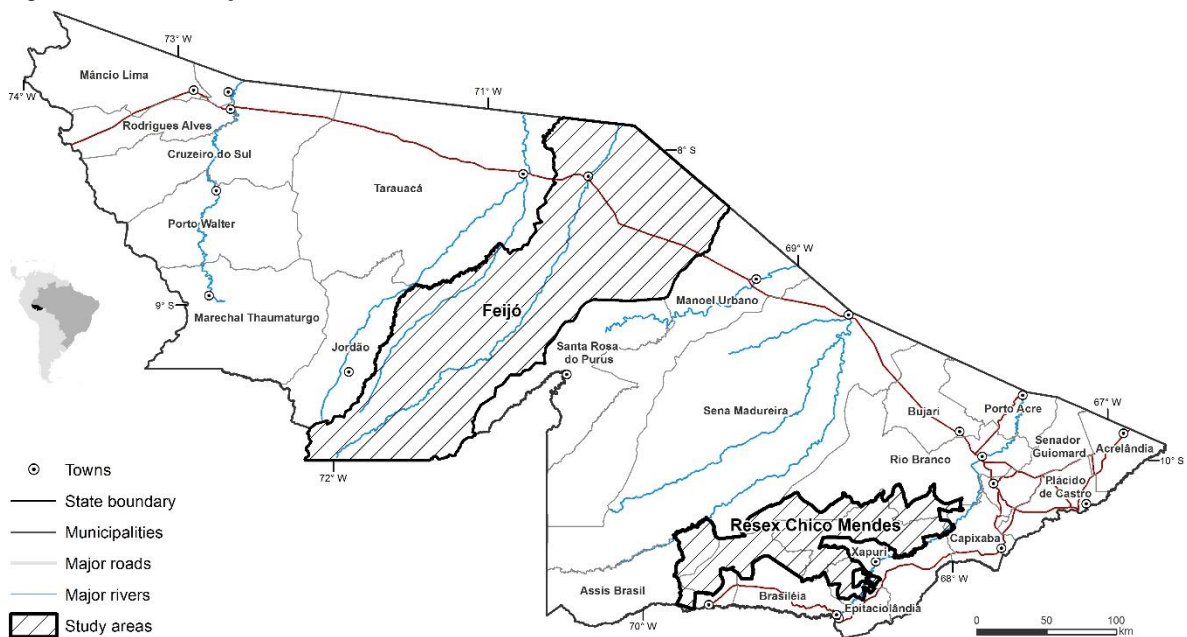 73° W
Mâncio Lima
74° W
71° W
Rodrigues Alves
8° S
Cruzeiro do Sul
Tarauacá
Porto Walter
69° W
9° S
Marechal Thaumaturgo
Feijó
Manoel Urbano
Jordão
Santa Rosa
do Purus
Sena Madureira
Bujari
Porto Acre
67° W
Senador
Guiomard
Acrelândia
Rio Branco
10° S
72° W
Plácido
de Castro
Resex Chico Mendes
Capixaba
Xapuri
68° W
Assis Brasil
Brasiléia
Epitaciolândia
70° W
Towns
State boundary
Municipalities
Major roads
Major rivers
Study areas
0 50 100
km